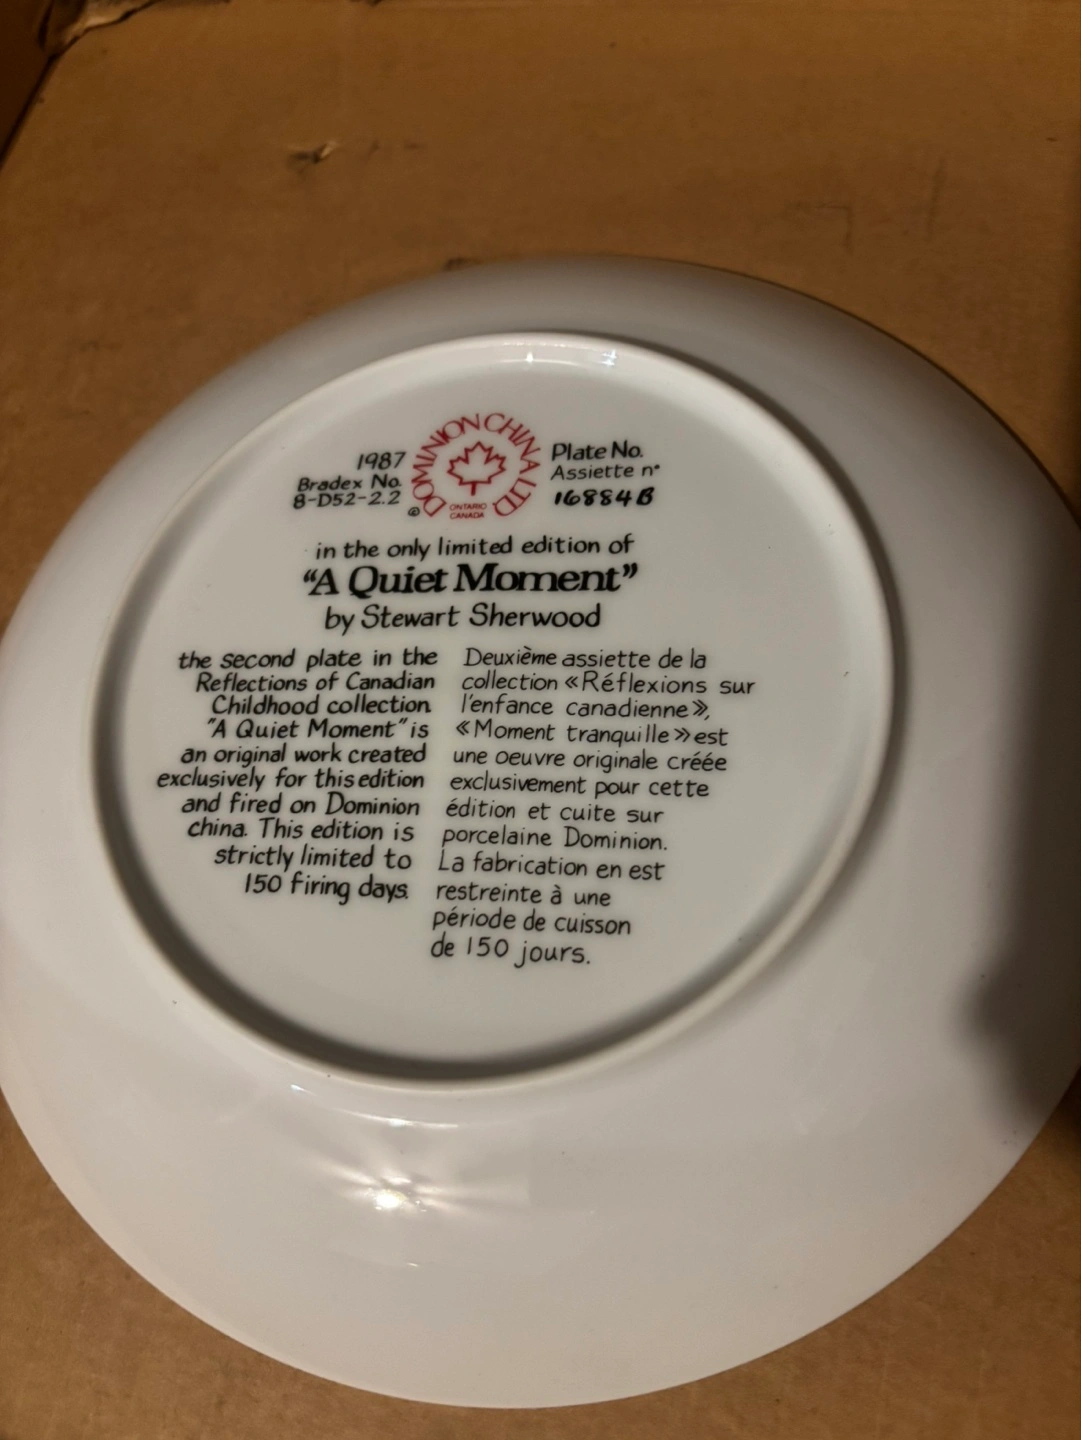 1987
Bradex No.
8-D52-2.2
DOMINION CHINA LTD
ONTARIO
CANADA
©
Plate No.
Assiette n°
16884B
in the only limited edition of
“A Quiet Moment”
by Stewart Sherwood
the second plate in the
Reflections of Canadian
Childhood collection.
"A Quiet Moment" is
an original work created
exclusively for this edition
and fired on Dominion
china. This edition is
strictly limited to
150 firing days.
Deuxième assiette de la
collection «Réflexions sur
l'enfance canadienne»,
«Moment tranquille» est
une oeuvre originale créée
exclusivement pour cette
édition et cuite sur
porcelaine Dominion.
La fabrication en est
restreinte à une
période de cuisson
de 150 jours.